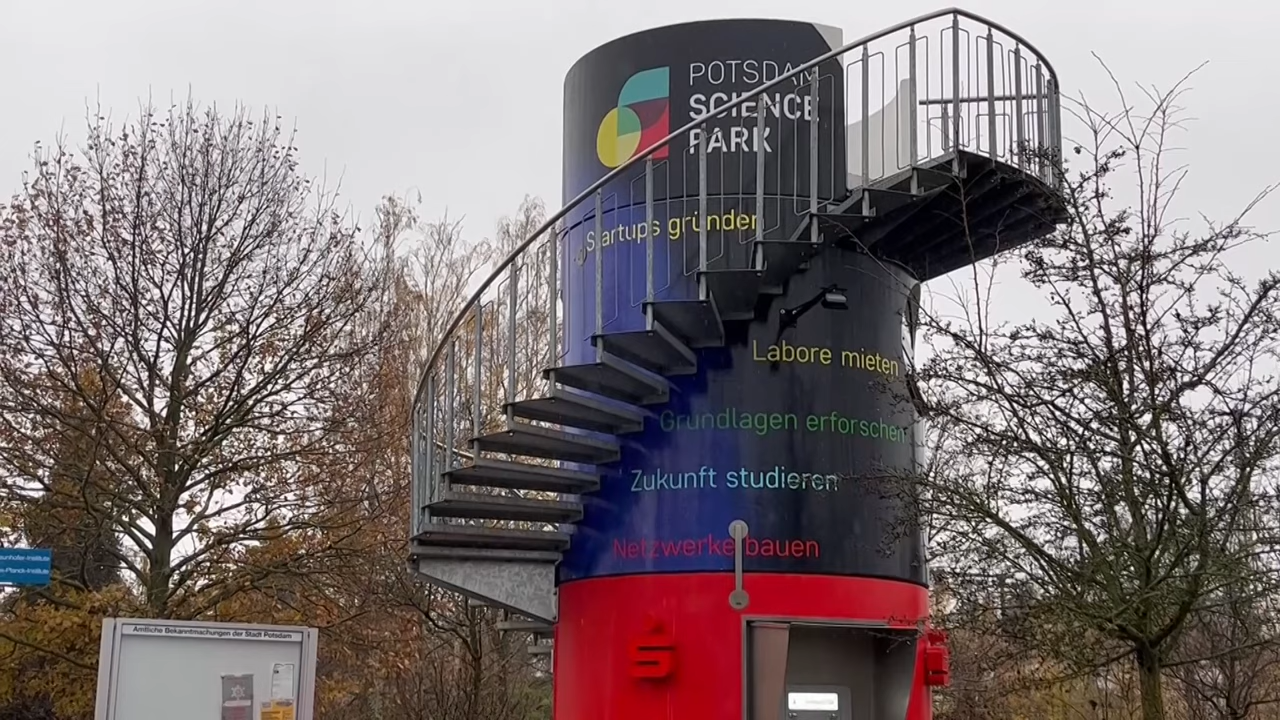 POTSDAM
SCIENCE
PARK
Startups gründen
Labore mieten
Grundlagen erforschen
Zukunft studieren
Netzwerke bauen
Amtliche Bekanntmachungen der Stadt Potsdam